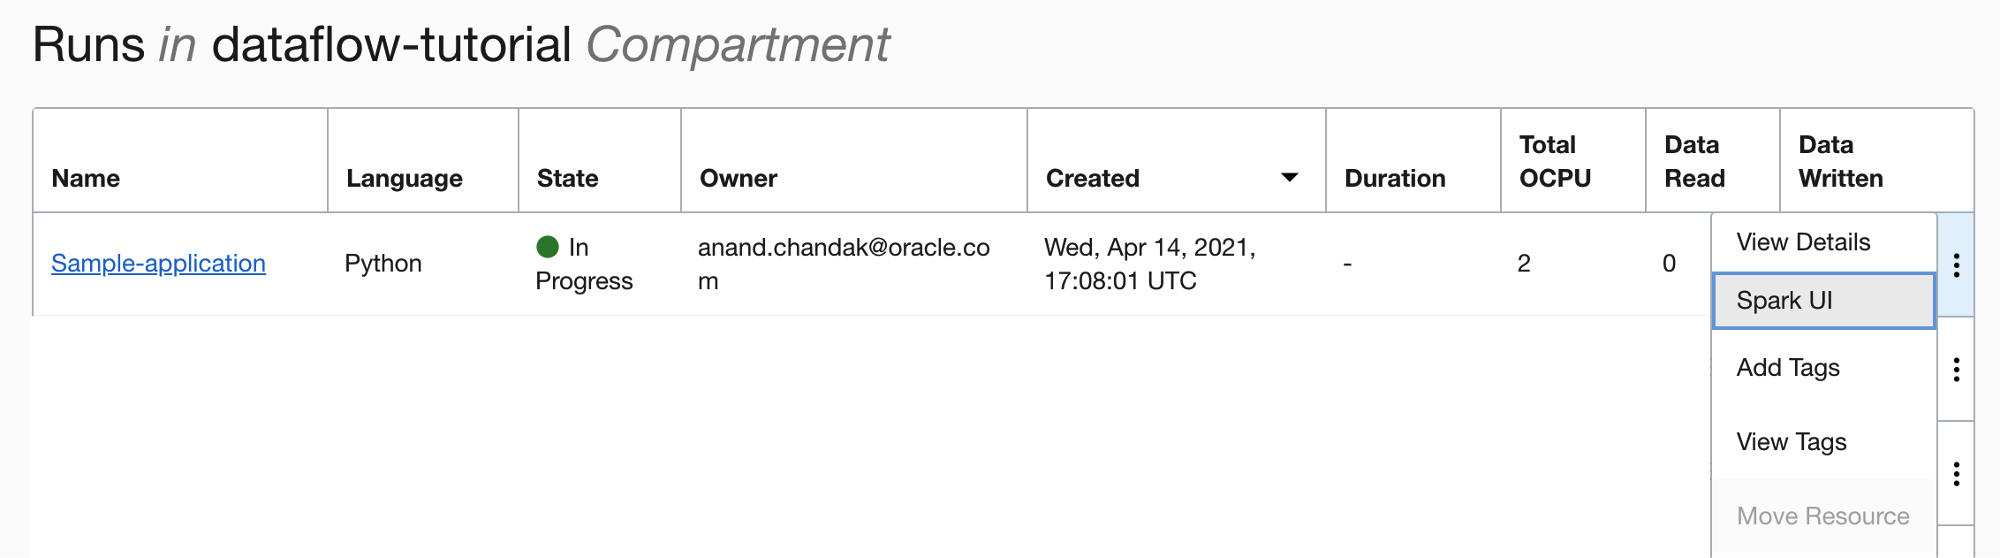 Runs in dataflow-tutorial Compartment
Name
Language
State
Owner
Created
Duration
Total
OCPU
Data
Read
Data
Written
Sample-application
Python
In
Progress
anand.chandak@oracle.co
m
Wed, Apr 14, 2021,
17:08:01 UTC
-
2
0
View Details
Spark UI
Add Tags
View Tags
Move Resource